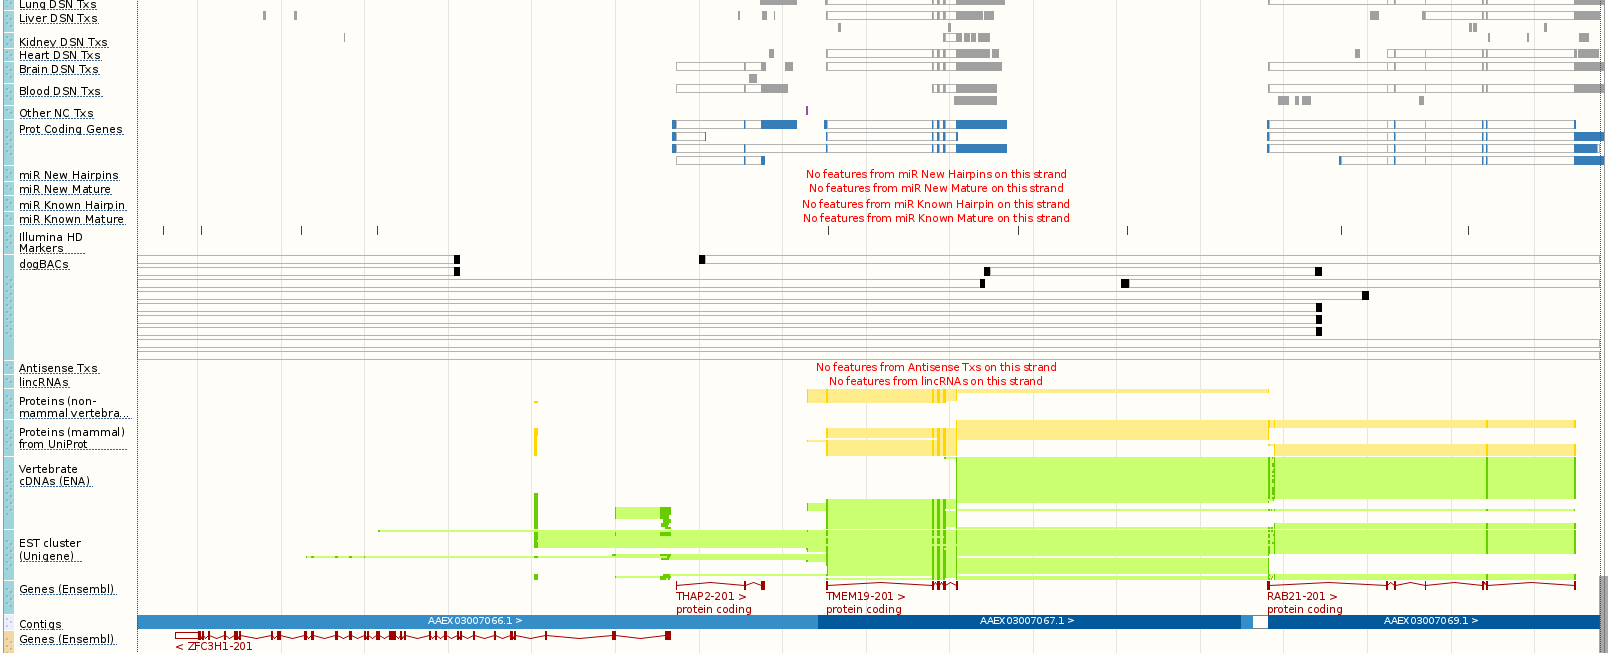 Lung DSN Txs
Liver DSN Txs
Kidney DSN Txs
Heart DSN Txs
Brain DSN Txs
Blood DSN Txs
Other NC Txs
Prot Coding Genes
miR New Hairpins
No features from miR New Hairpins on this strand
miR New Mature
No features from miR New Mature on this strand
miR Known Hairpin
No features from miR Known Hairpin on this strand
miR Known Mature
No features from miR Known Mature on this strand
Illumina HD
Markers
dogBACs
Antisense Txs
No features from Antisense Txs on this strand
lincRNAs
No features from lincRNAs on this strand
Proteins (non-
mammal vertebra...
Proteins (mammal)
from UniProt
Vertebrate
cDNAs (ENA)
EST cluster
(Unigene)
Genes (Ensembl)
THAP2-201 >
protein coding
TMEM19-201 >
protein coding
RAB21-201 >
protein coding
Contigs
AAEX03007066.1 >
AAEX03007067.1 >
AAEX03007069.1 >
Genes (Ensembl)
< ZFC3H1-201